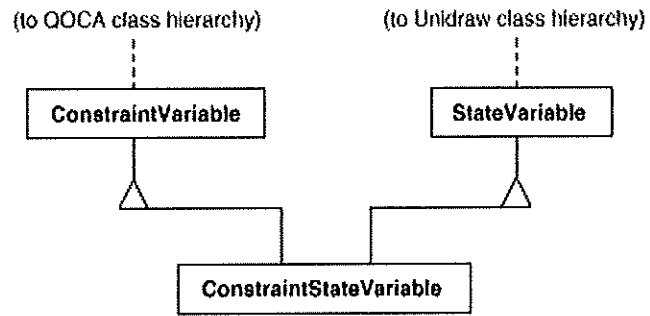 (to QOCA class hierarchy)
(to Unidraw class hierarchy)
ConstraintVariable
StateVariable
ConstraintStateVariable